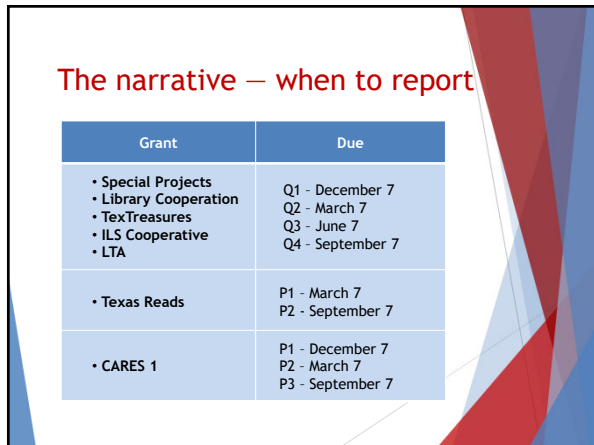 The narrative — when to report
Grant
Due
• Special Projects
• Library Cooperation
• TexTreasures
• ILS Cooperative
• LTA
Q1 – December 7
Q2 – March 7
Q3 – June 7
Q4 – September 7
• Texas Reads
P1 – March 7
P2 - September 7
• CARES 1
P1 – December 7
P2 – March 7
P3 – September 7